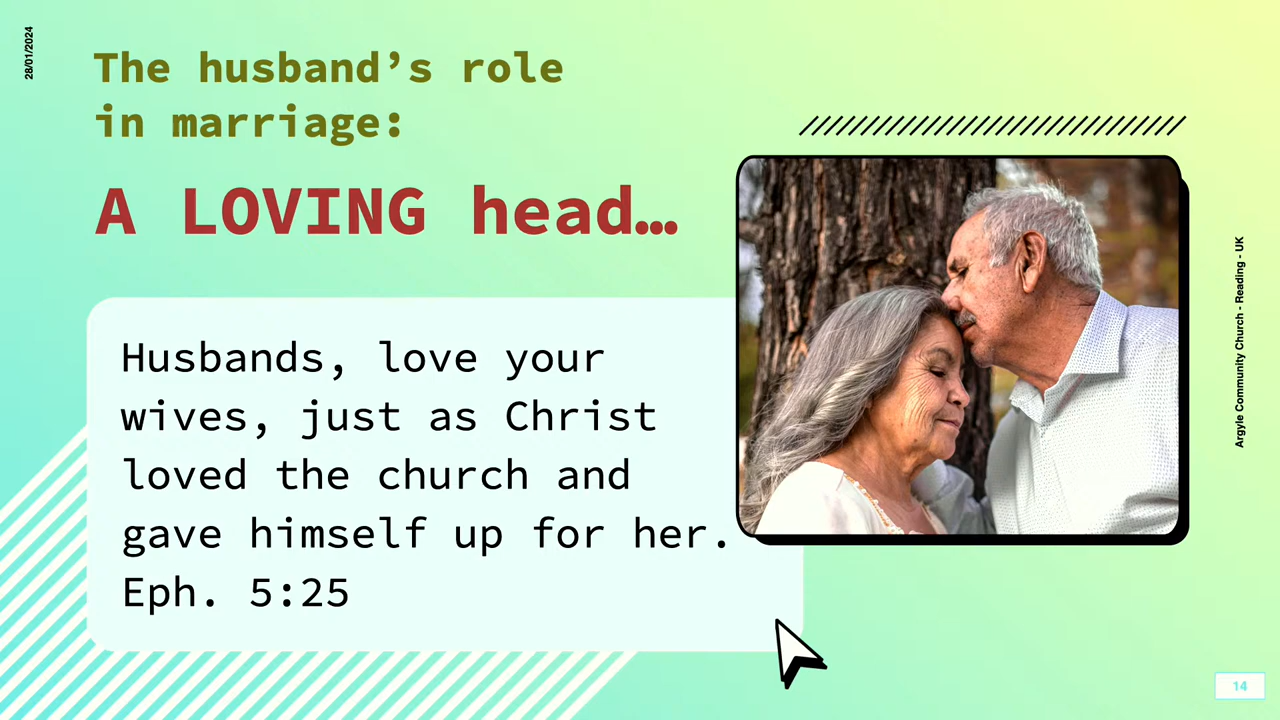 28/01/2024
The husband’s role
in marriage:
A LOVING head…
Husbands, love your
wives, just as Christ
loved the church and
gave himself up for her.
Eph. 5:25
Argyle Community Church - Reading - UK
14